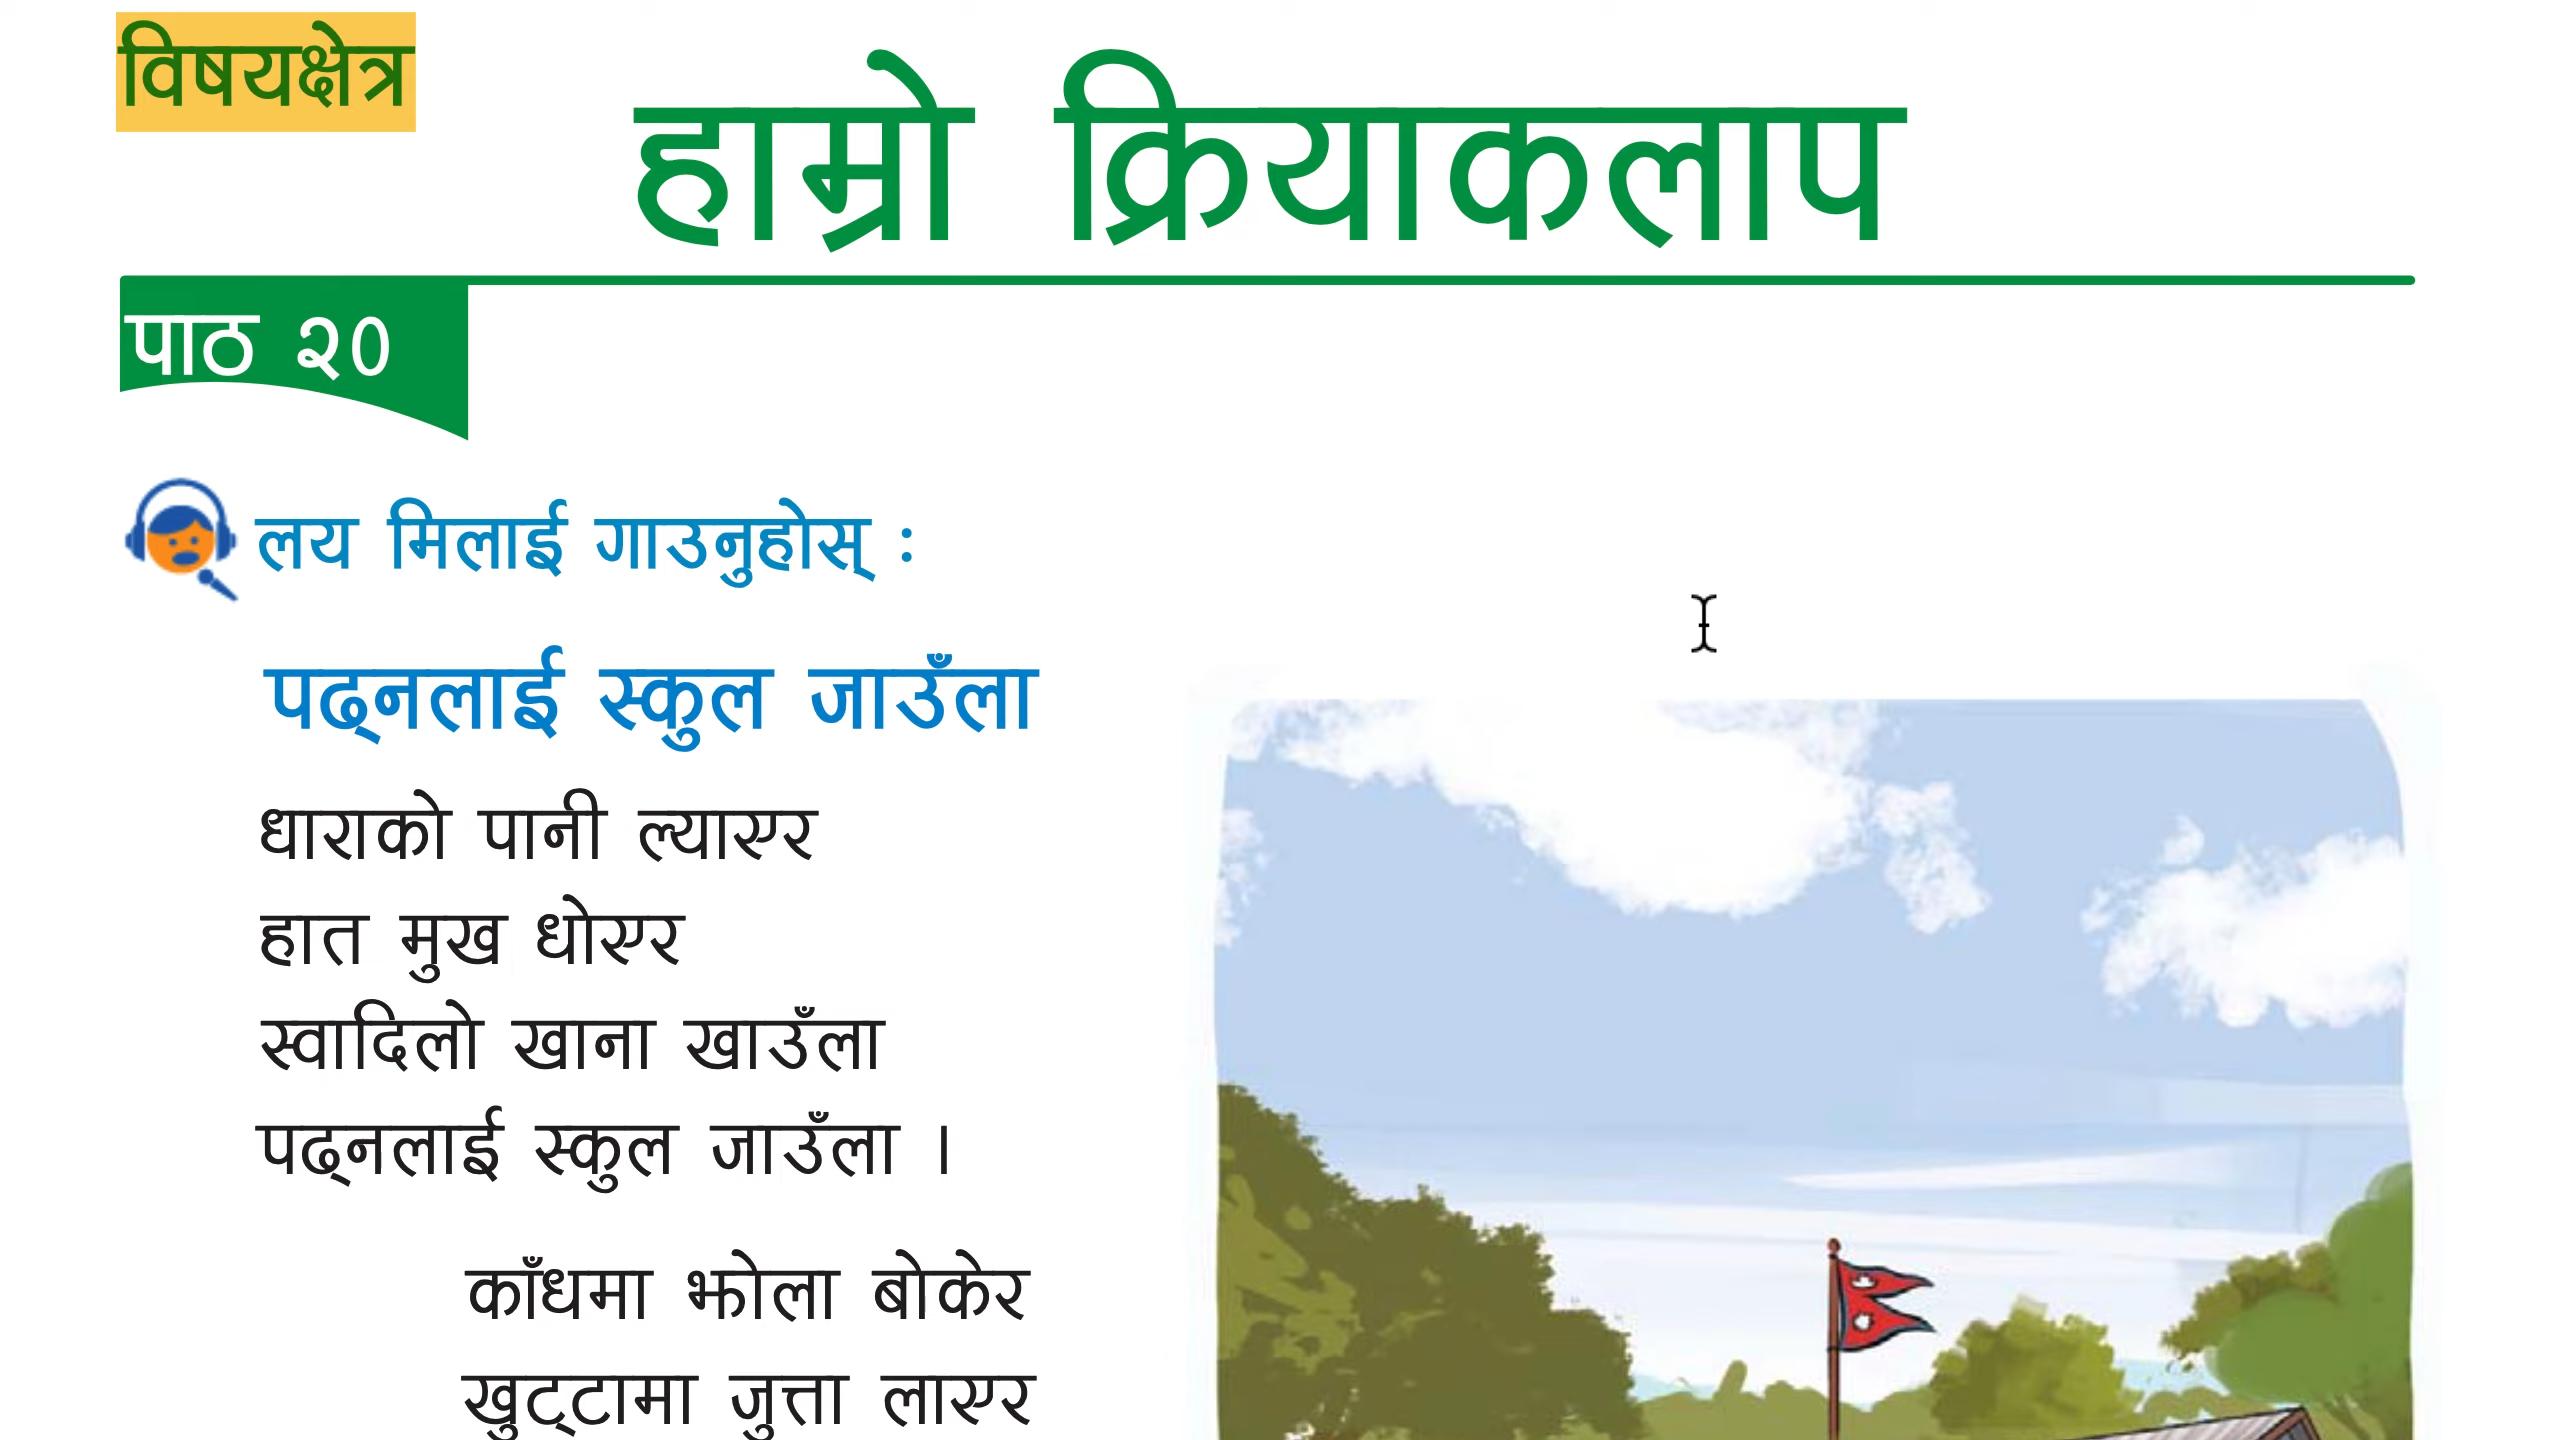 विषयक्षेत्र
हाम्रो क्रियाकलाप
पाठ २०
लय मिलाई गाउनुहोस् :
पढ्नलाई स्कुल जाउँला
धाराको पानी ल्याएर
हात मुख धोएर
स्वादिलो खाना खाउँला
पढ्नलाई स्कुल जाउँला ।
काँधमा झोला बोकेर
खुट्टामा जुत्ता लाएर